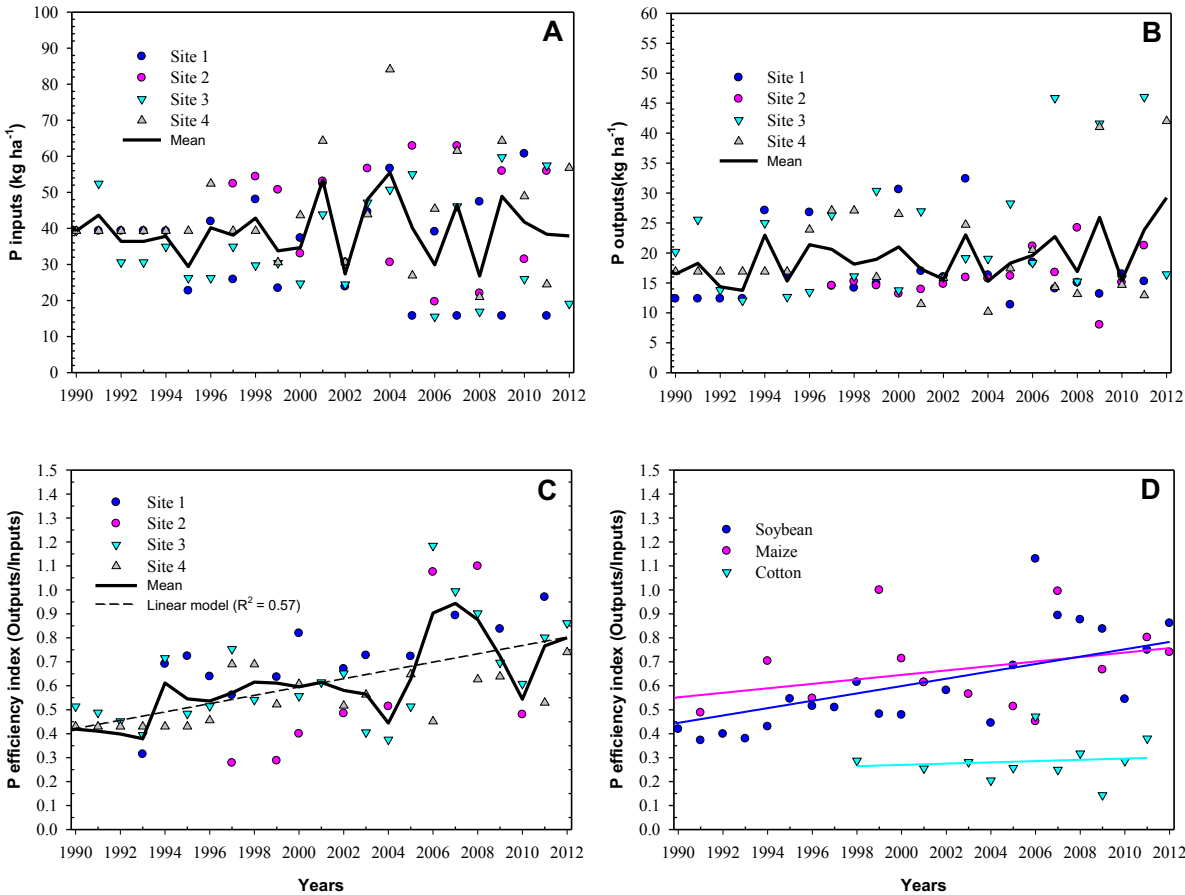 A
P inputs (kg ha⁻¹)
100
90
80
70
60
50
40
30
20
10
0
Site 1
Site 2
Site 3
Site 4
Mean
1990 1992 1994 1996 1998 2000 2002 2004 2006 2008 2010 2012
B
P outputs(kg ha⁻¹)
60
55
50
45
40
35
30
25
20
15
10
5
0
Site 1
Site 2
Site 3
Site 4
Mean
1990 1992 1994 1996 1998 2000 2002 2004 2006 2008 2010 2012
C
P efficiency index (Outputs/Inputs)
1.5
1.4
1.3
1.2
1.1
1.0
0.9
0.8
0.7
0.6
0.5
0.4
0.3
0.2
0.1
0.0
Site 1
Site 2
Site 3
Site 4
Mean
Linear model (R² = 0.57)
1990 1992 1994 1996 1998 2000 2002 2004 2006 2008 2010 2012
Years
D
P efficiency index (Outputs/Inputs)
1.5
1.4
1.3
1.2
1.1
1.0
0.9
0.8
0.7
0.6
0.5
0.4
0.3
0.2
0.1
0.0
Soybean
Maize
Cotton
1990 1992 1994 1996 1998 2000 2002 2004 2006 2008 2010 2012
Years